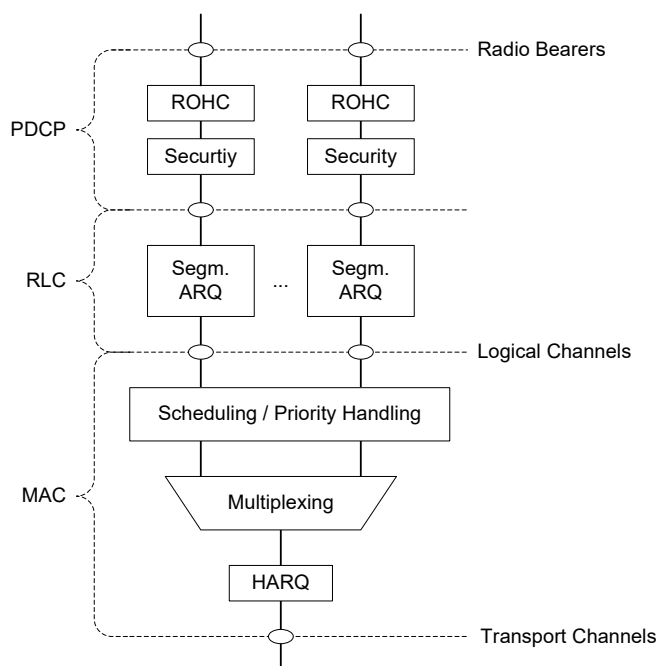 Radio Bearers
ROHC
ROHC
PDCP
Securtiy
Security
Segm.
ARQ
...
Segm.
ARQ
RLC
Logical Channels
Scheduling / Priority Handling
MAC
Multiplexing
HARQ
Transport Channels